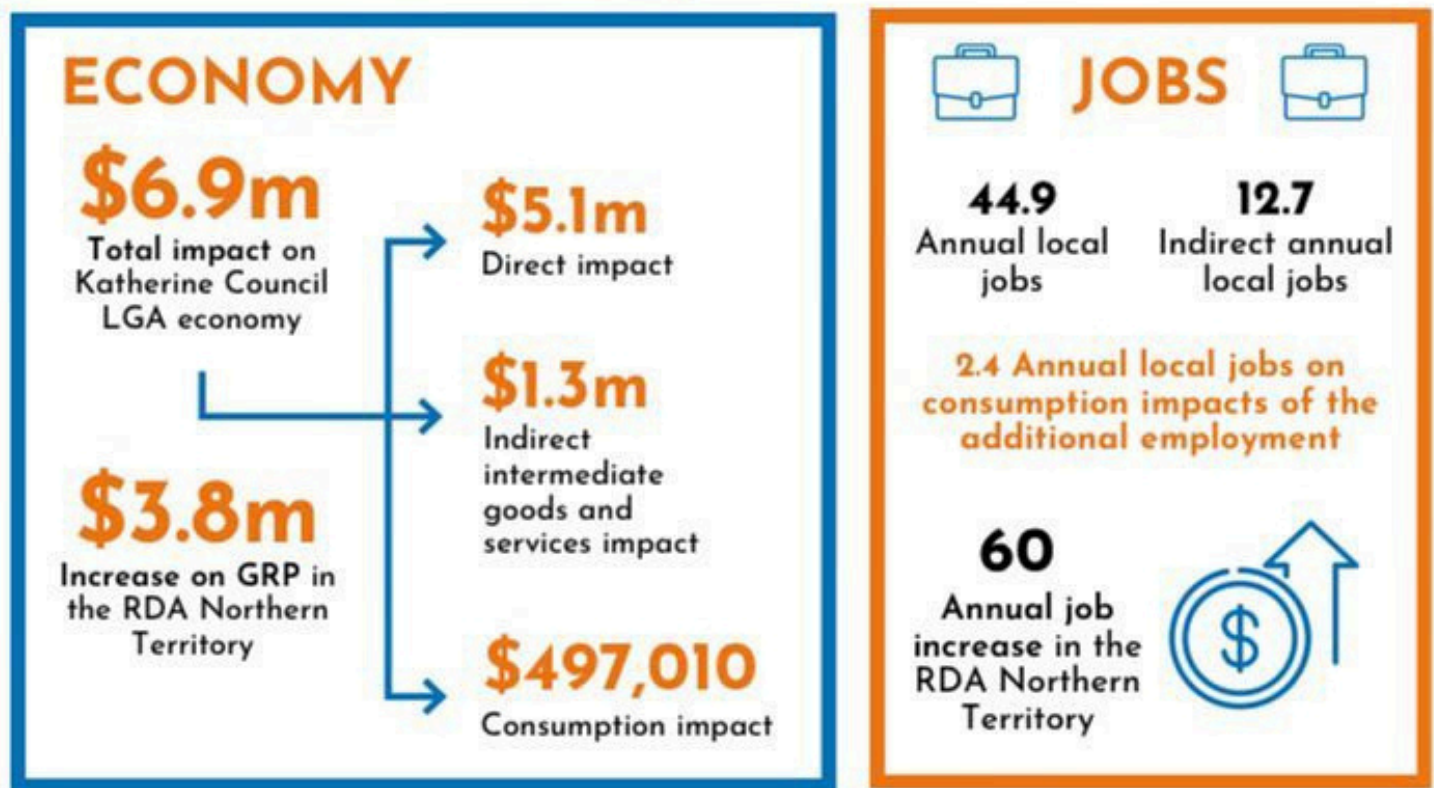 ECONOMY
$6.9m
Total impact on
Katherine Council
LGA economy
$5.1m
Direct impact
$1.3m
Indirect
intermediate
goods and
services impact
$3.8m
Increase on GRP in
the RDA Northern
Territory
$497,010
Consumption impact
JOBS
44.9
Annual local
jobs
12.7
Indirect annual
local jobs
2.4 Annual local jobs on
consumption impacts of the
additional employment
60
Annual job
increase in the
RDA Northern
Territory
$